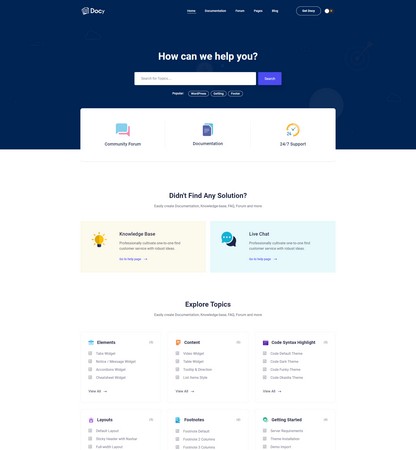 Docy
Home Documentation Forum Pages Blog Get Docy
How can we help you?
Search for Topics....
Search
Popular: WordPress Getting Footer
Community Forum
Documentation
24/7 Support
Didn't Find Any Solution?
Easily create Documentation, Knowledge-base, FAQ, Forum and more
Knowledge Base
Professionally cultivate one-to-one find
customer service with robust ideas.
Go to help page
Live Chat
Professionally cultivate one-to-one find
customer service with robust ideas.
Go to help page
Explore Topics
Easily create Documentation, Knowledge-base, FAQ, Forum and more
Elements
Tabs Widget
Notice / Message Widget
Accordions Widget
Cheatsheet Widget
View All
Content
Video Widget
Table Widget
Tooltip & Direction
List Items Style
View All
Code Syntax Highlight
Code Default Theme
Code Dark Theme
Code Funky Theme
Code Okaidia Theme
View All
Layouts
Default Layout
Sticky Header with Navbar
Full-width Layout
Footnotes
Footnote Default
Footnote 2 Columns
Footnote 3 Columns
Getting Started
Server Requirements
Theme Installation
Demo Import